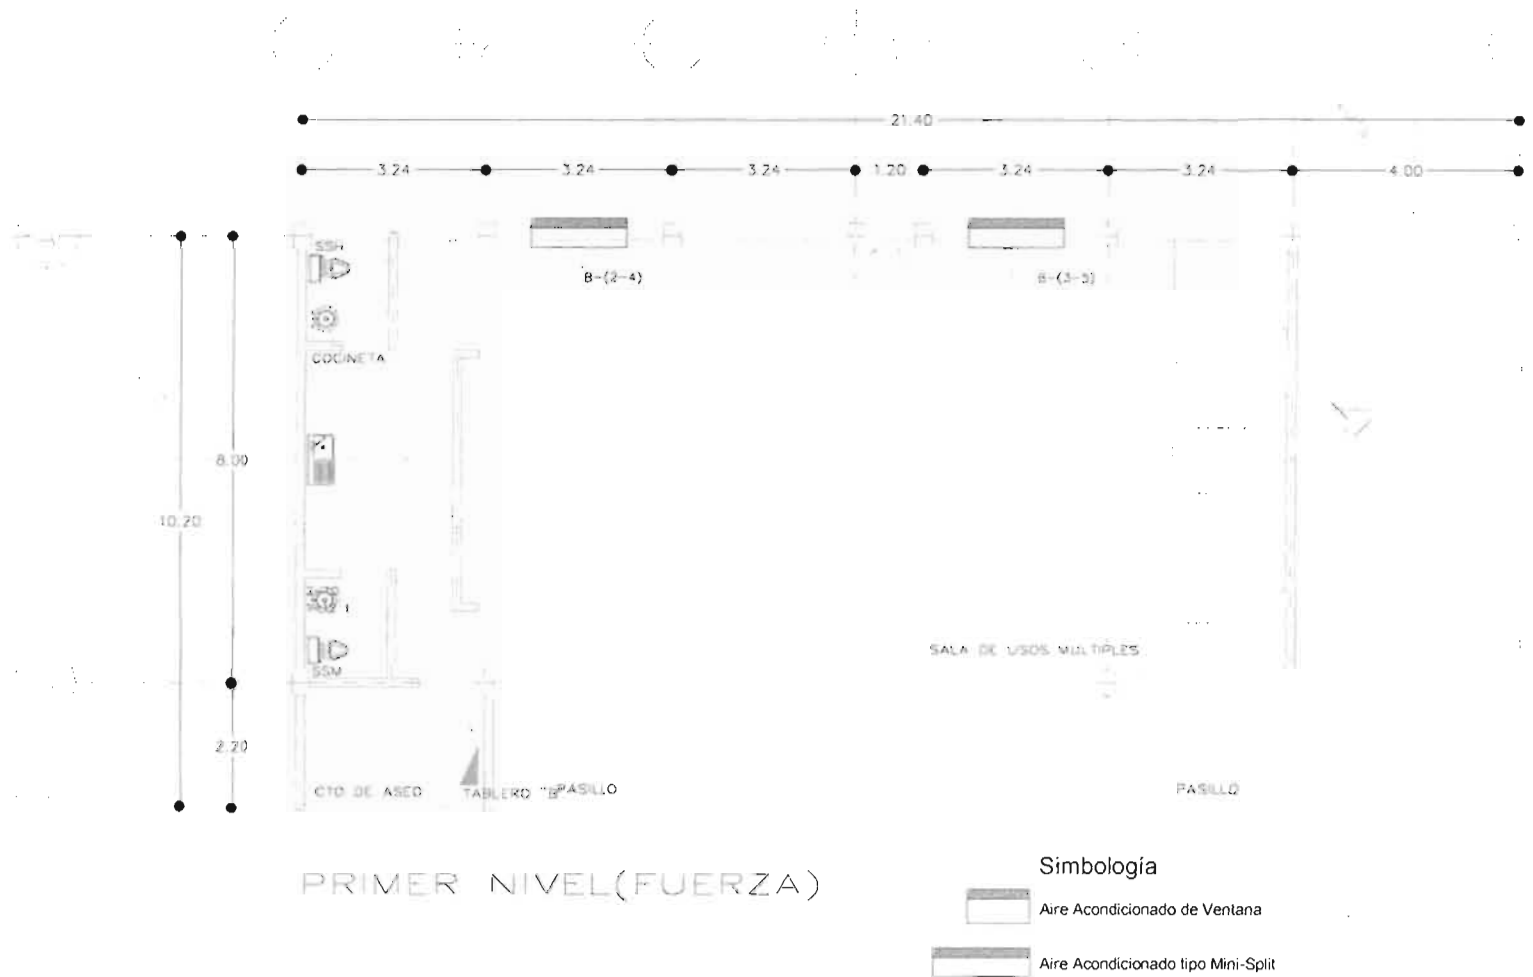 21.40
3.24 3.24 3.24 1.20 3.24 3.24 4.00
SSH
B-(2-4) B-(3-5)
COCINETA
8.00
10.20
SALA DE USOS MULTIPLES
SSM
2.20
CTO DE ASEO TABLERO "B" PASILLO PASILLO
PRIMER NIVEL(FUERZA)
Simbología
Aire Acondicionado de Ventana
Aire Acondicionado tipo Mini-Split